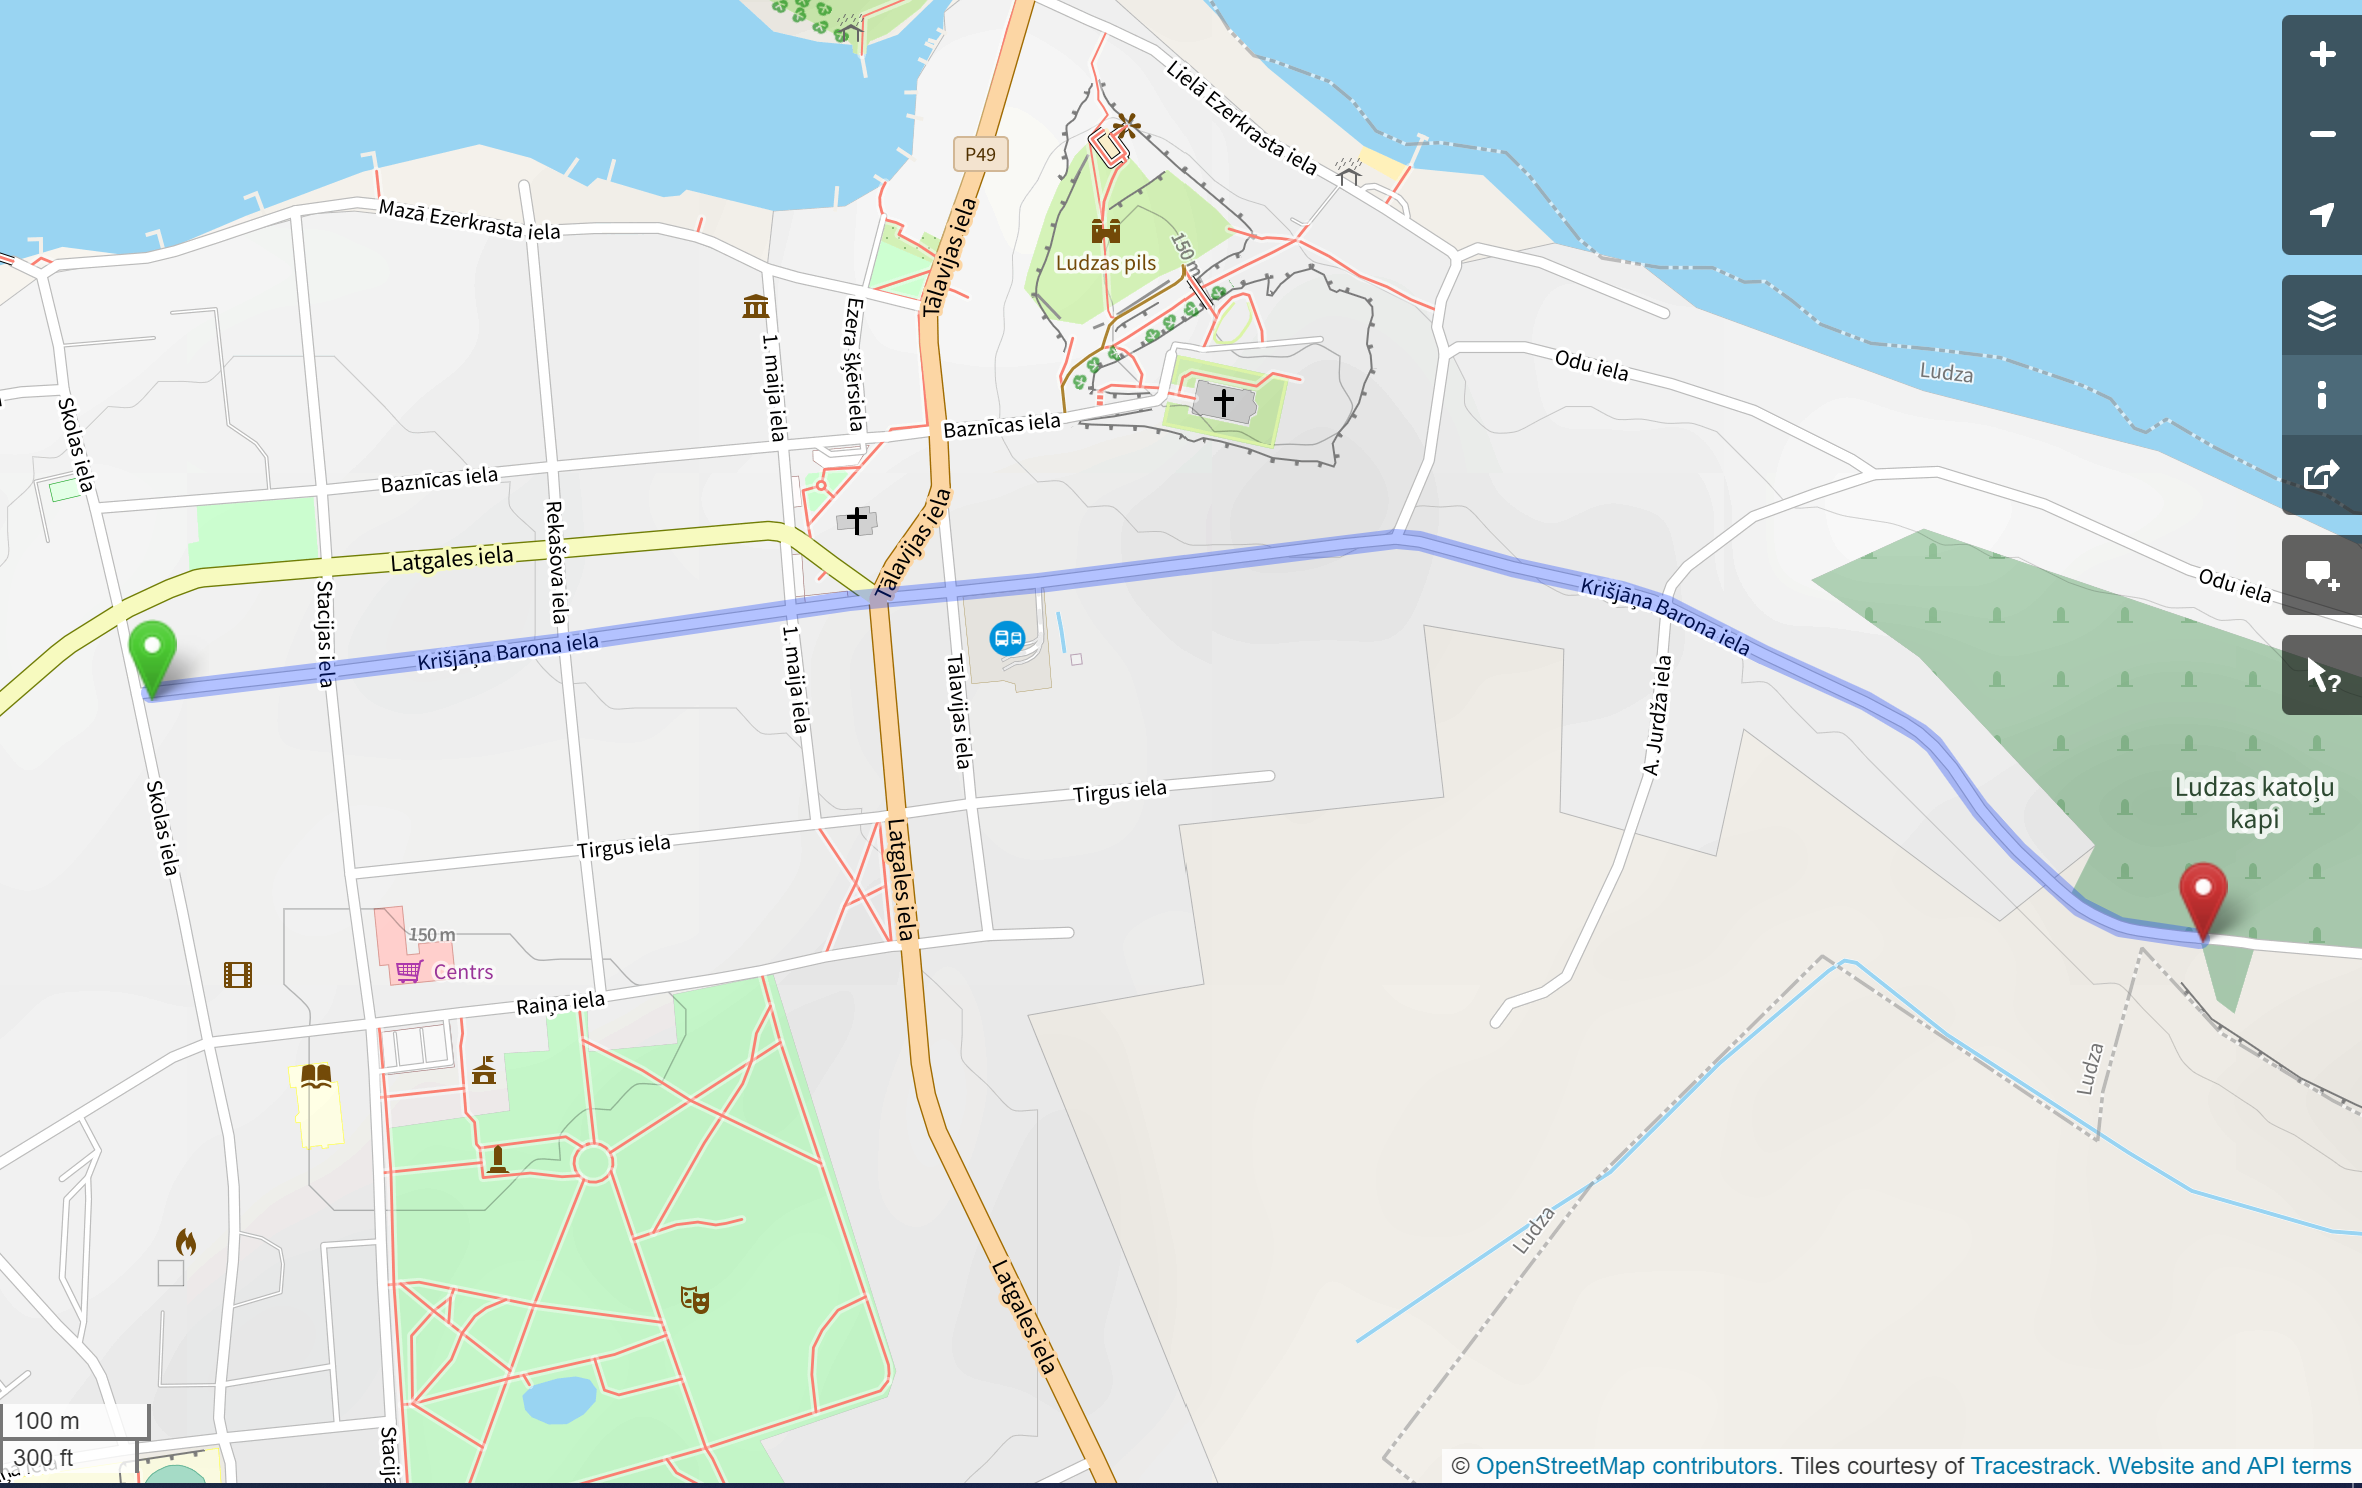 P49
Lielā Ezerkrasta iela
Mazā Ezerkrasta iela
Tālavijas iela
150 m
Ludzas pils
1. maija iela
Ezera šķērsiela
Odu iela
Ludza
Skolas iela
Baznīcas iela
Baznīcas iela
Rekašova iela
Tālavijas iela
Latgales iela
Stacijas iela
Krišjāņa Barona iela
Krišjāņa Barona iela
Odu iela
1. maija iela
Tālavijas iela
A. Jurdža iela
Skolas iela
Tirgus iela
Tirgus iela
Latgales iela
Ludzas katoļu
kapi
150 m
Centrs
Raiņa iela
Ludza
Ludza
Latgales iela
Stacija
100 m
300 ft
?
© OpenStreetMap contributors. Tiles courtesy of Tracestrack. Website and API terms